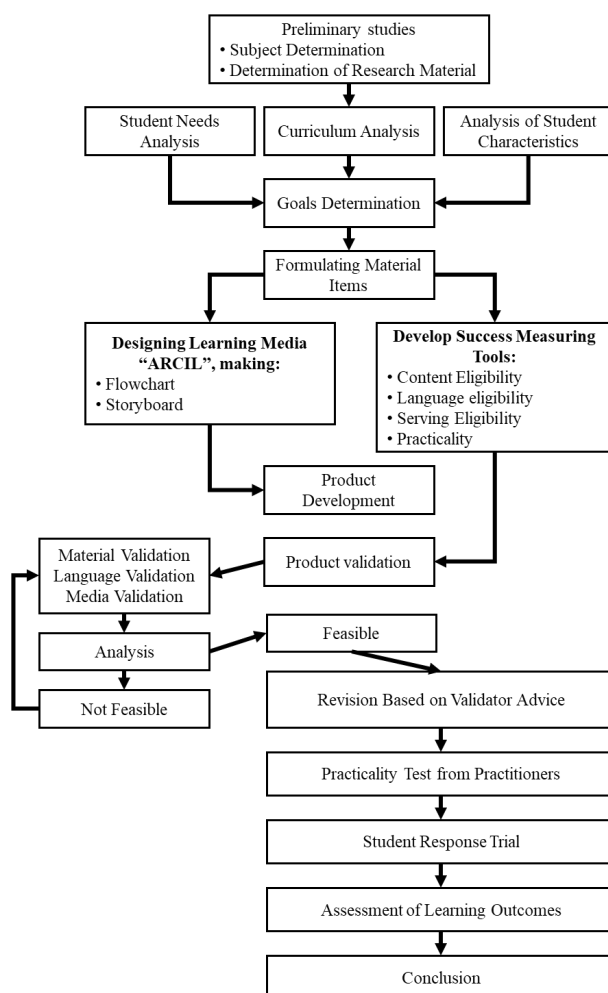 Preliminary studies
• Subject Determination
• Determination of Research Material
Student Needs
Analysis
Curriculum Analysis
Analysis of Student
Characteristics
Goals Determination
Formulating Material
Items
Designing Learning Media
“ARCIL”, making:
• Flowchart
• Storyboard
Develop Success Measuring
Tools:
• Content Eligibility
• Language eligibility
• Serving Eligibility
• Practicality
Product
Development
Product validation
Material Validation
Language Validation
Media Validation
Analysis
Feasible
Not Feasible
Revision Based on Validator Advice
Practicality Test from Practitioners
Student Response Trial
Assessment of Learning Outcomes
Conclusion